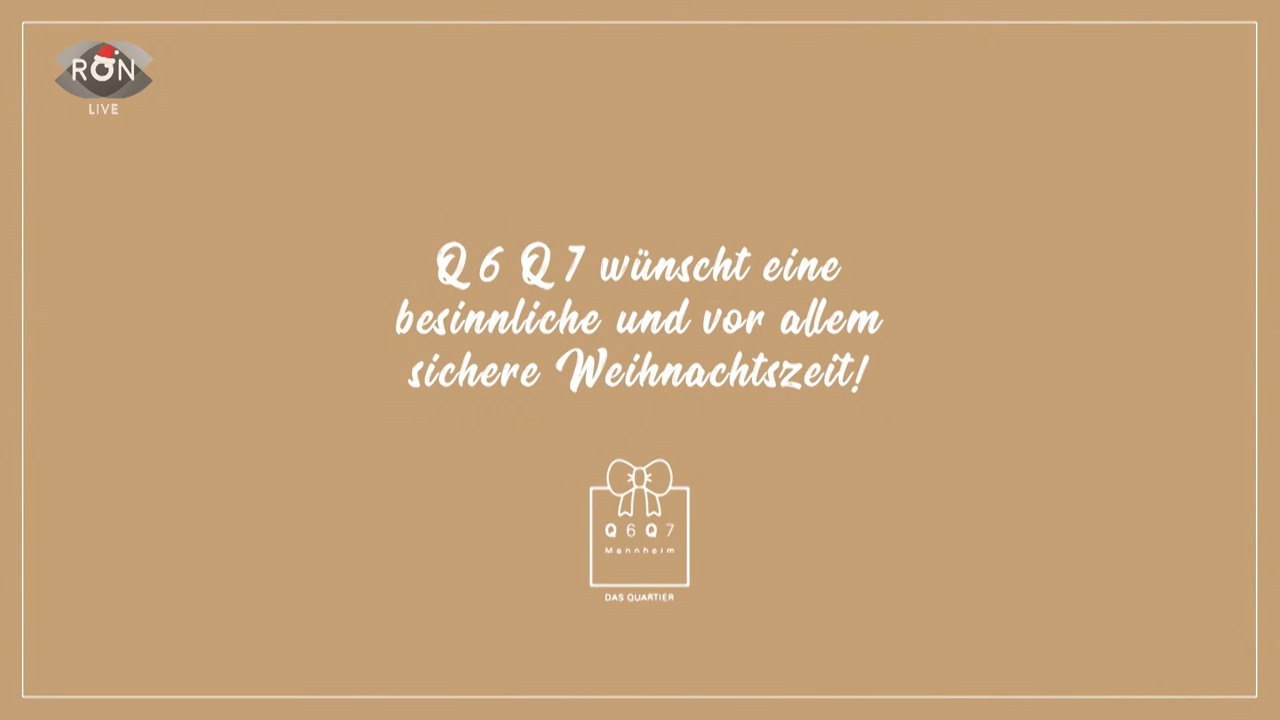 RON
LIVE
Q 6 Q 7 wünscht eine
besinnliche und vor allem
sichere Weihnachtszeit!
Q 6 Q 7
Mannheim
DAS QUARTIER